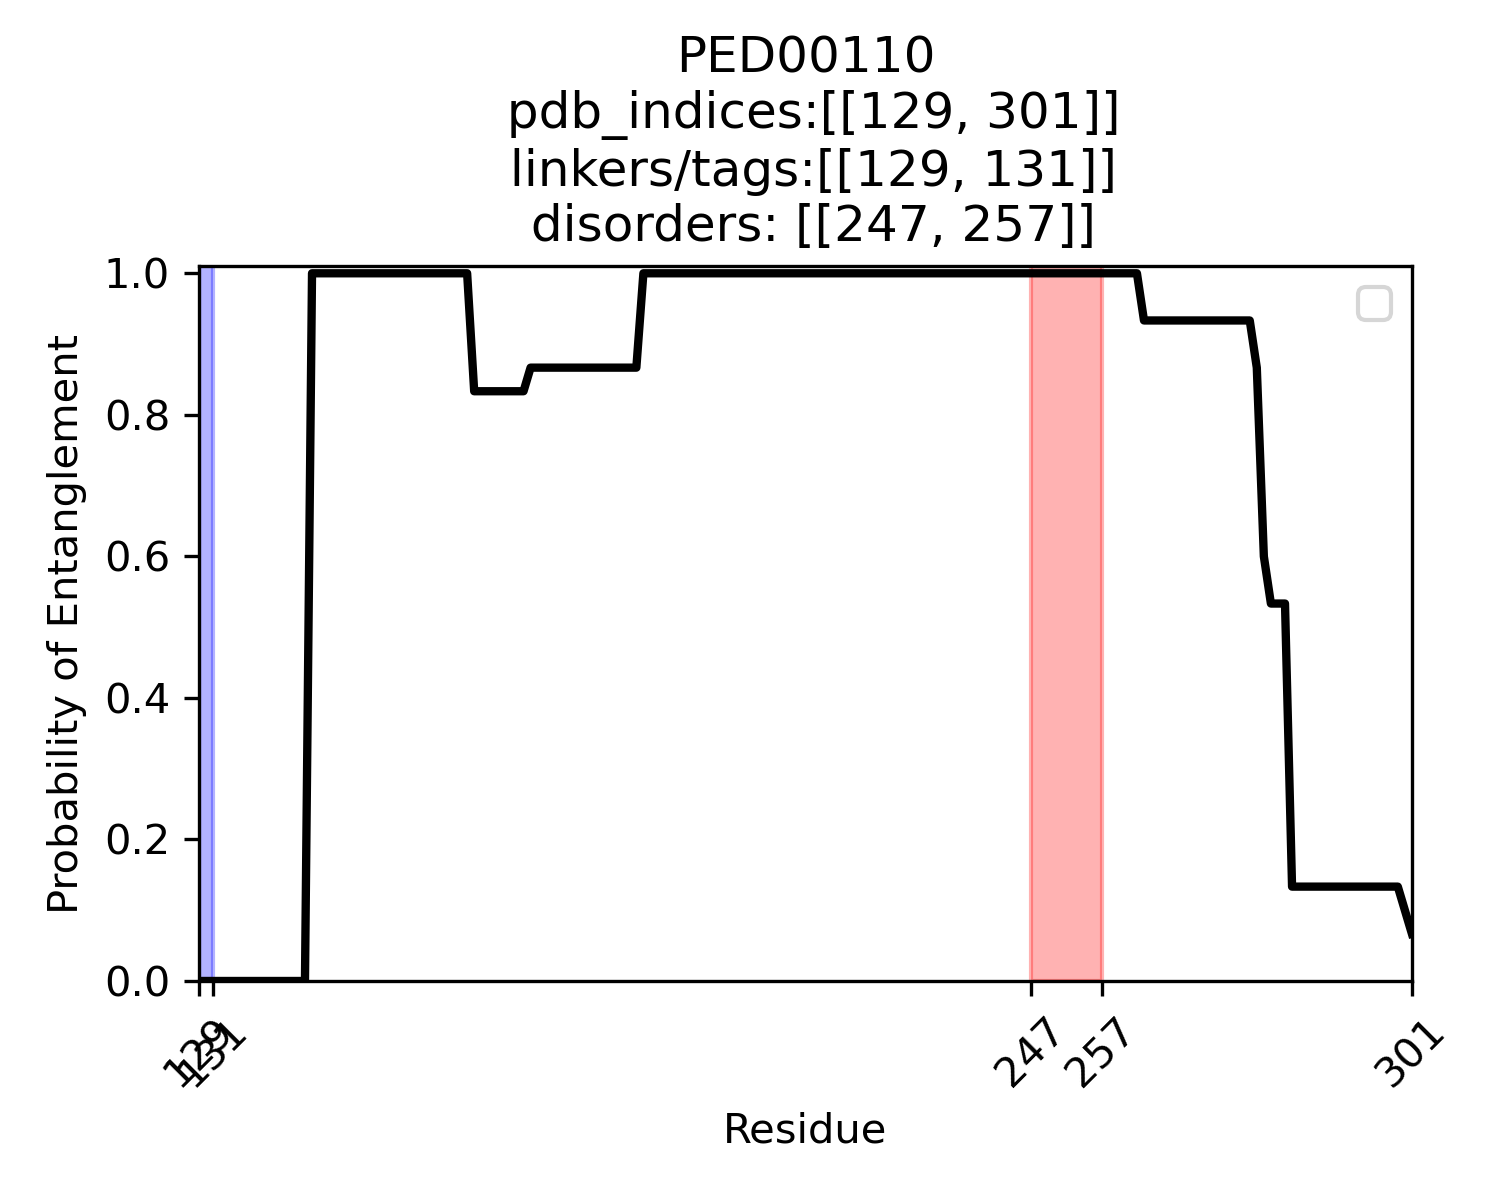 PED00110
pdb_indices:[[129, 301]]
linkers/tags:[[129, 131]]
disorders: [[247, 257]]
Probability of Entanglement
1.0
0.8
0.6
0.4
0.2
0.0
129
131
247
257
301
Residue